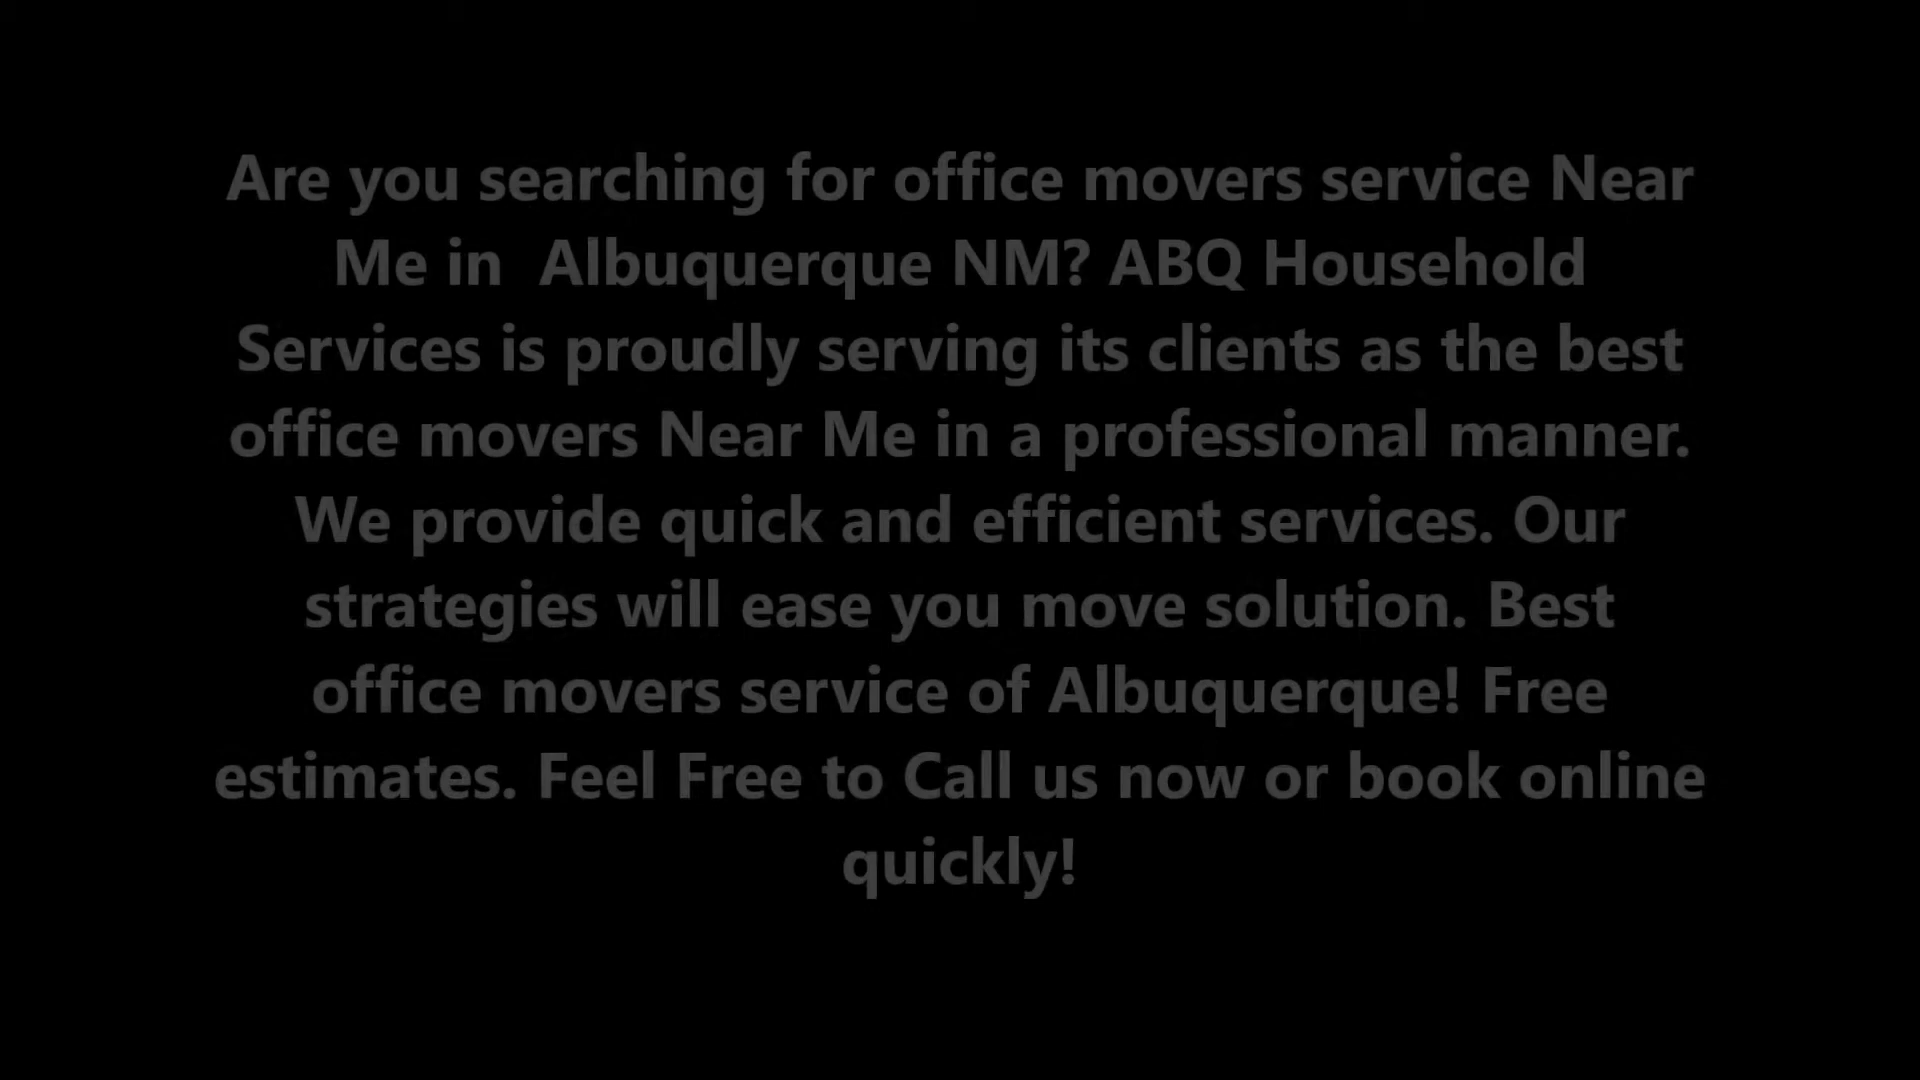 Are you searching for office movers service Near
Me in  Albuquerque NM? ABQ Household
Services is proudly serving its clients as the best
office movers Near Me in a professional manner.
We provide quick and efficient services. Our
strategies will ease you move solution. Best
office movers service of Albuquerque! Free
estimates. Feel Free to Call us now or book online
quickly!